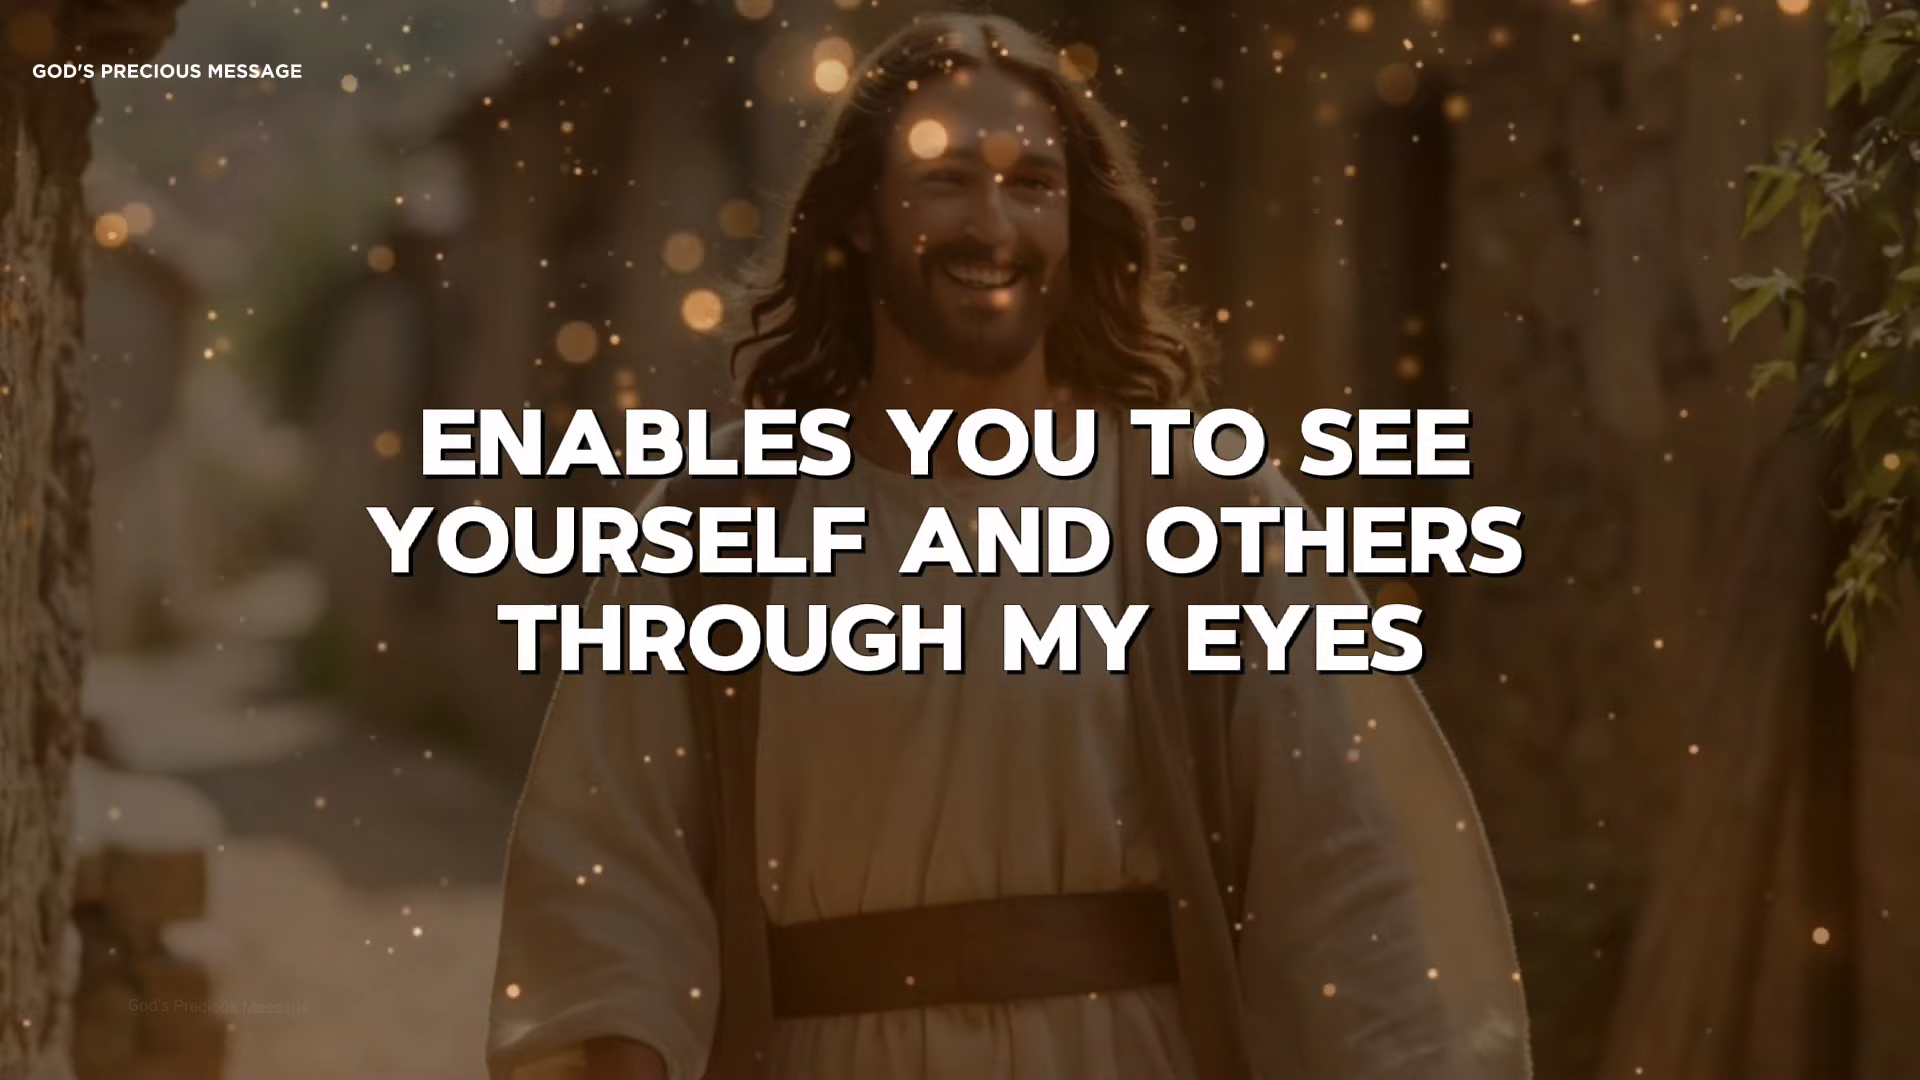 GOD'S PRECIOUS MESSAGE
ENABLES YOU TO SEE
YOURSELF AND OTHERS
THROUGH MY EYES
God's Precious Message